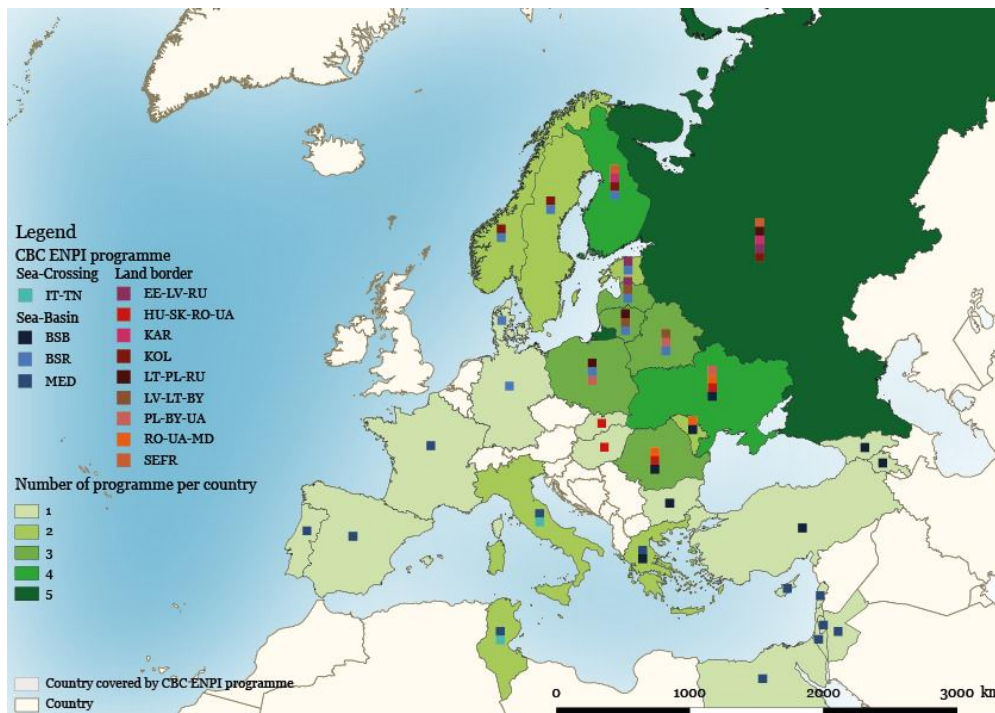 Legend
CBC ENPI programme
Sea-Crossing
IT-TN
Sea-Basin
BSB
BSR
MED
Land border
EE-LV-RU
HU-SK-RO-UA
KAR
KOL
LT-PL-RU
LV-LT-BY
PL-BY-UA
RO-UA-MD
SEFR
Number of programme per country
1
2
3
4
5
Country covered by CBC ENPI programme
Country
0 1000 2000 3000 km